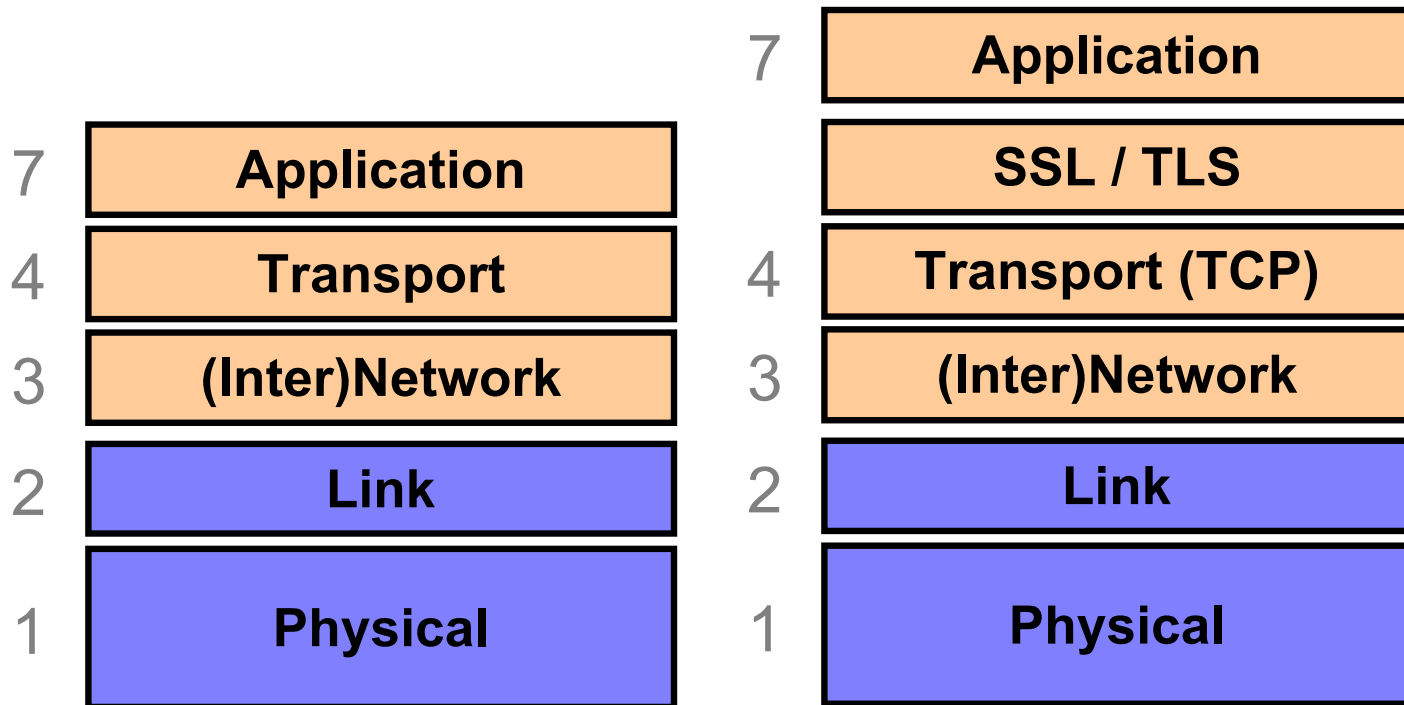 7 Application
4 Transport
3 (Inter)Network
2 Link
1 Physical
7 Application
SSL / TLS
4 Transport (TCP)
3 (Inter)Network
2 Link
1 Physical